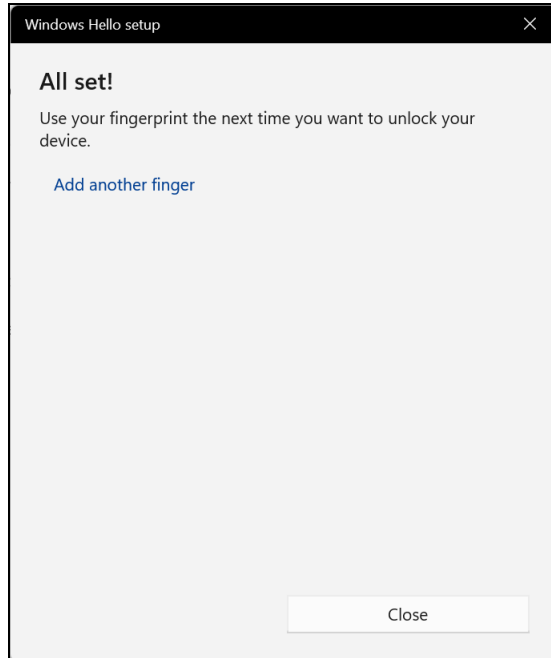 Windows Hello setup
All set!
Use your fingerprint the next time you want to unlock your
device.
Add another finger
Close